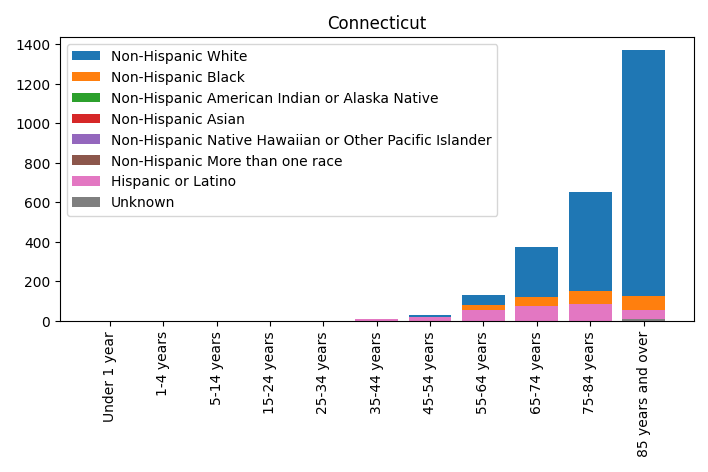 Connecticut
1400
1200
1000
800
600
400
200
0
Non-Hispanic White
Non-Hispanic Black
Non-Hispanic American Indian or Alaska Native
Non-Hispanic Asian
Non-Hispanic Native Hawaiian or Other Pacific Islander
Non-Hispanic More than one race
Hispanic or Latino
Unknown
Under 1 year
1-4 years
5-14 years
15-24 years
25-34 years
35-44 years
45-54 years
55-64 years
65-74 years
75-84 years
85 years and over